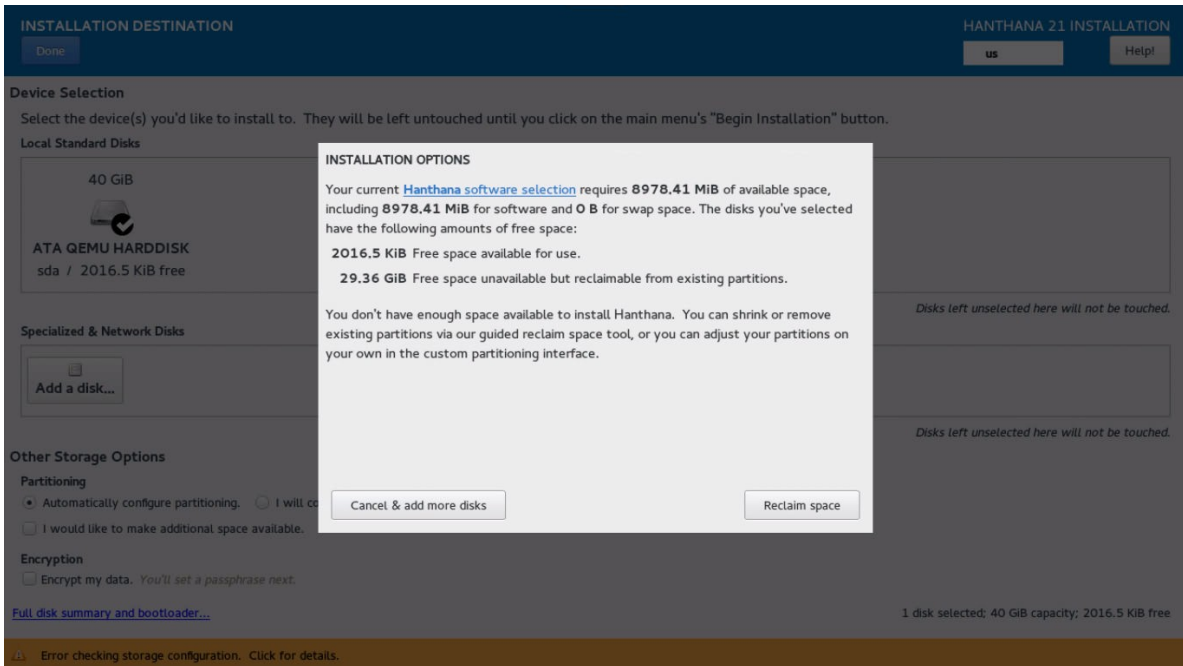 INSTALLATION DESTINATION
HANTHANA 21 INSTALLATION
Done
us
Help!
Device Selection
Select the device(s) you'd like to install to. They will be left untouched until you click on the main menu's "Begin Installation" button.
Local Standard Disks
40 GiB
ATA QEMU HARDDISK
sda / 2016.5 KiB free
INSTALLATION OPTIONS
Your current Hanthana software selection requires 8978.41 MiB of available space,
including 8978.41 MiB for software and 0 B for swap space. The disks you've selected
have the following amounts of free space:
2016.5 KiB Free space available for use.
29.36 GiB Free space unavailable but reclaimable from existing partitions.
You don't have enough space available to install Hanthana. You can shrink or remove
existing partitions via our guided reclaim space tool, or you can adjust your partitions on
your own in the custom partitioning interface.
Cancel & add more disks
Reclaim space
Disks left unselected here will not be touched.
Specialized & Network Disks
Add a disk...
Disks left unselected here will not be touched.
Other Storage Options
Partitioning
Automatically configure partitioning. I will co
I would like to make additional space available.
Encryption
Encrypt my data. You'll set a passphrase next.
Full disk summary and bootloader...
1 disk selected; 40 GiB capacity; 2016.5 KiB free
Error checking storage configuration. Click for details.